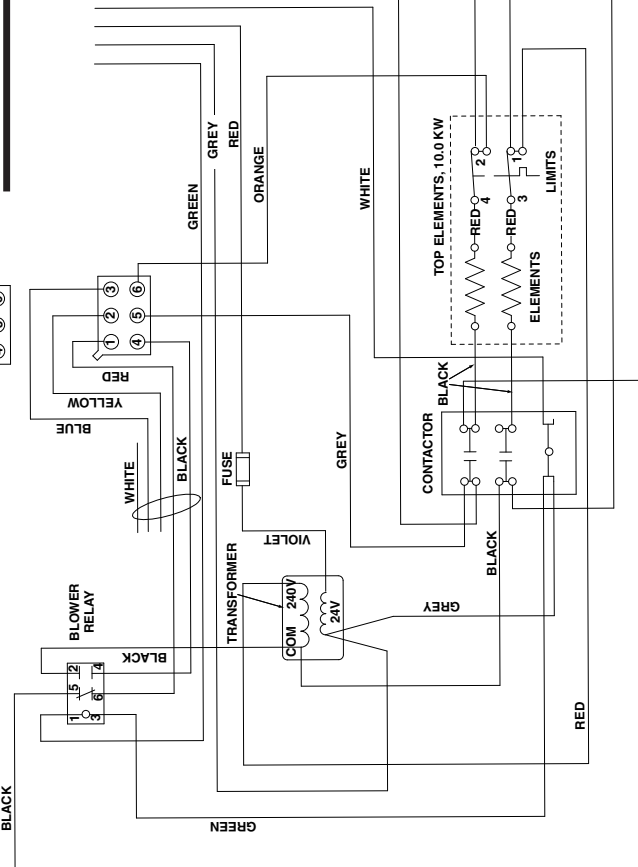 GREY
RED
ORANGE
GREEN
WHITE
TOP ELEMENTS, 10.0 KW
2
1
4
3
RED
RED
LIMITS
ELEMENTS
3
6
2
5
1
4
RED
YELLOW
BLUE
WHITE
BLACK
FUSE
GREY
BLACK
CONTACTOR
VIOLET
BLACK
TRANSFORMER
COM
240V
24V
GREY
BLOWER
RELAY
BLACK
2
4
5
6
1
3
RED
GREEN
BLACK